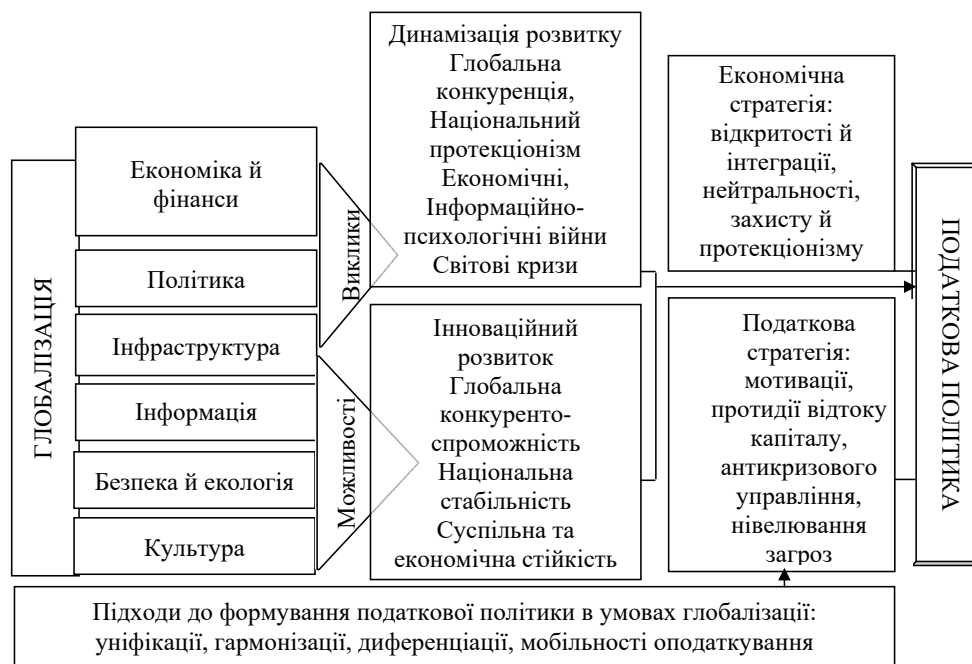 ГЛОБАЛІЗАЦІЯ
Економіка й
фінанси
Політика
Інфраструктура
Інформація
Безпека й екологія
Культура
Виклики
Можливості
Динамізація розвитку
Глобальна
конкуренція,
Національний
протекціонізм
Економічні,
Інформаційно-
психологічні війни
Світові кризи
Інноваційний
розвиток
Глобальна
конкуренто-
спроможність
Національна
стабільність
Суспільна та
економічна стійкість
Економічна
стратегія:
відкритості й
інтеграції,
нейтральності,
захисту й
протекціонізму
Податкова
стратегія:
мотивації,
протидії відтоку
капіталу,
антикризового
управління,
нівелювання
загроз
ПОДАТКОВА ПОЛІТИКА
Підходи до формування податкової політики в умовах глобалізації:
уніфікації, гармонізації, диференціації, мобільності оподаткування